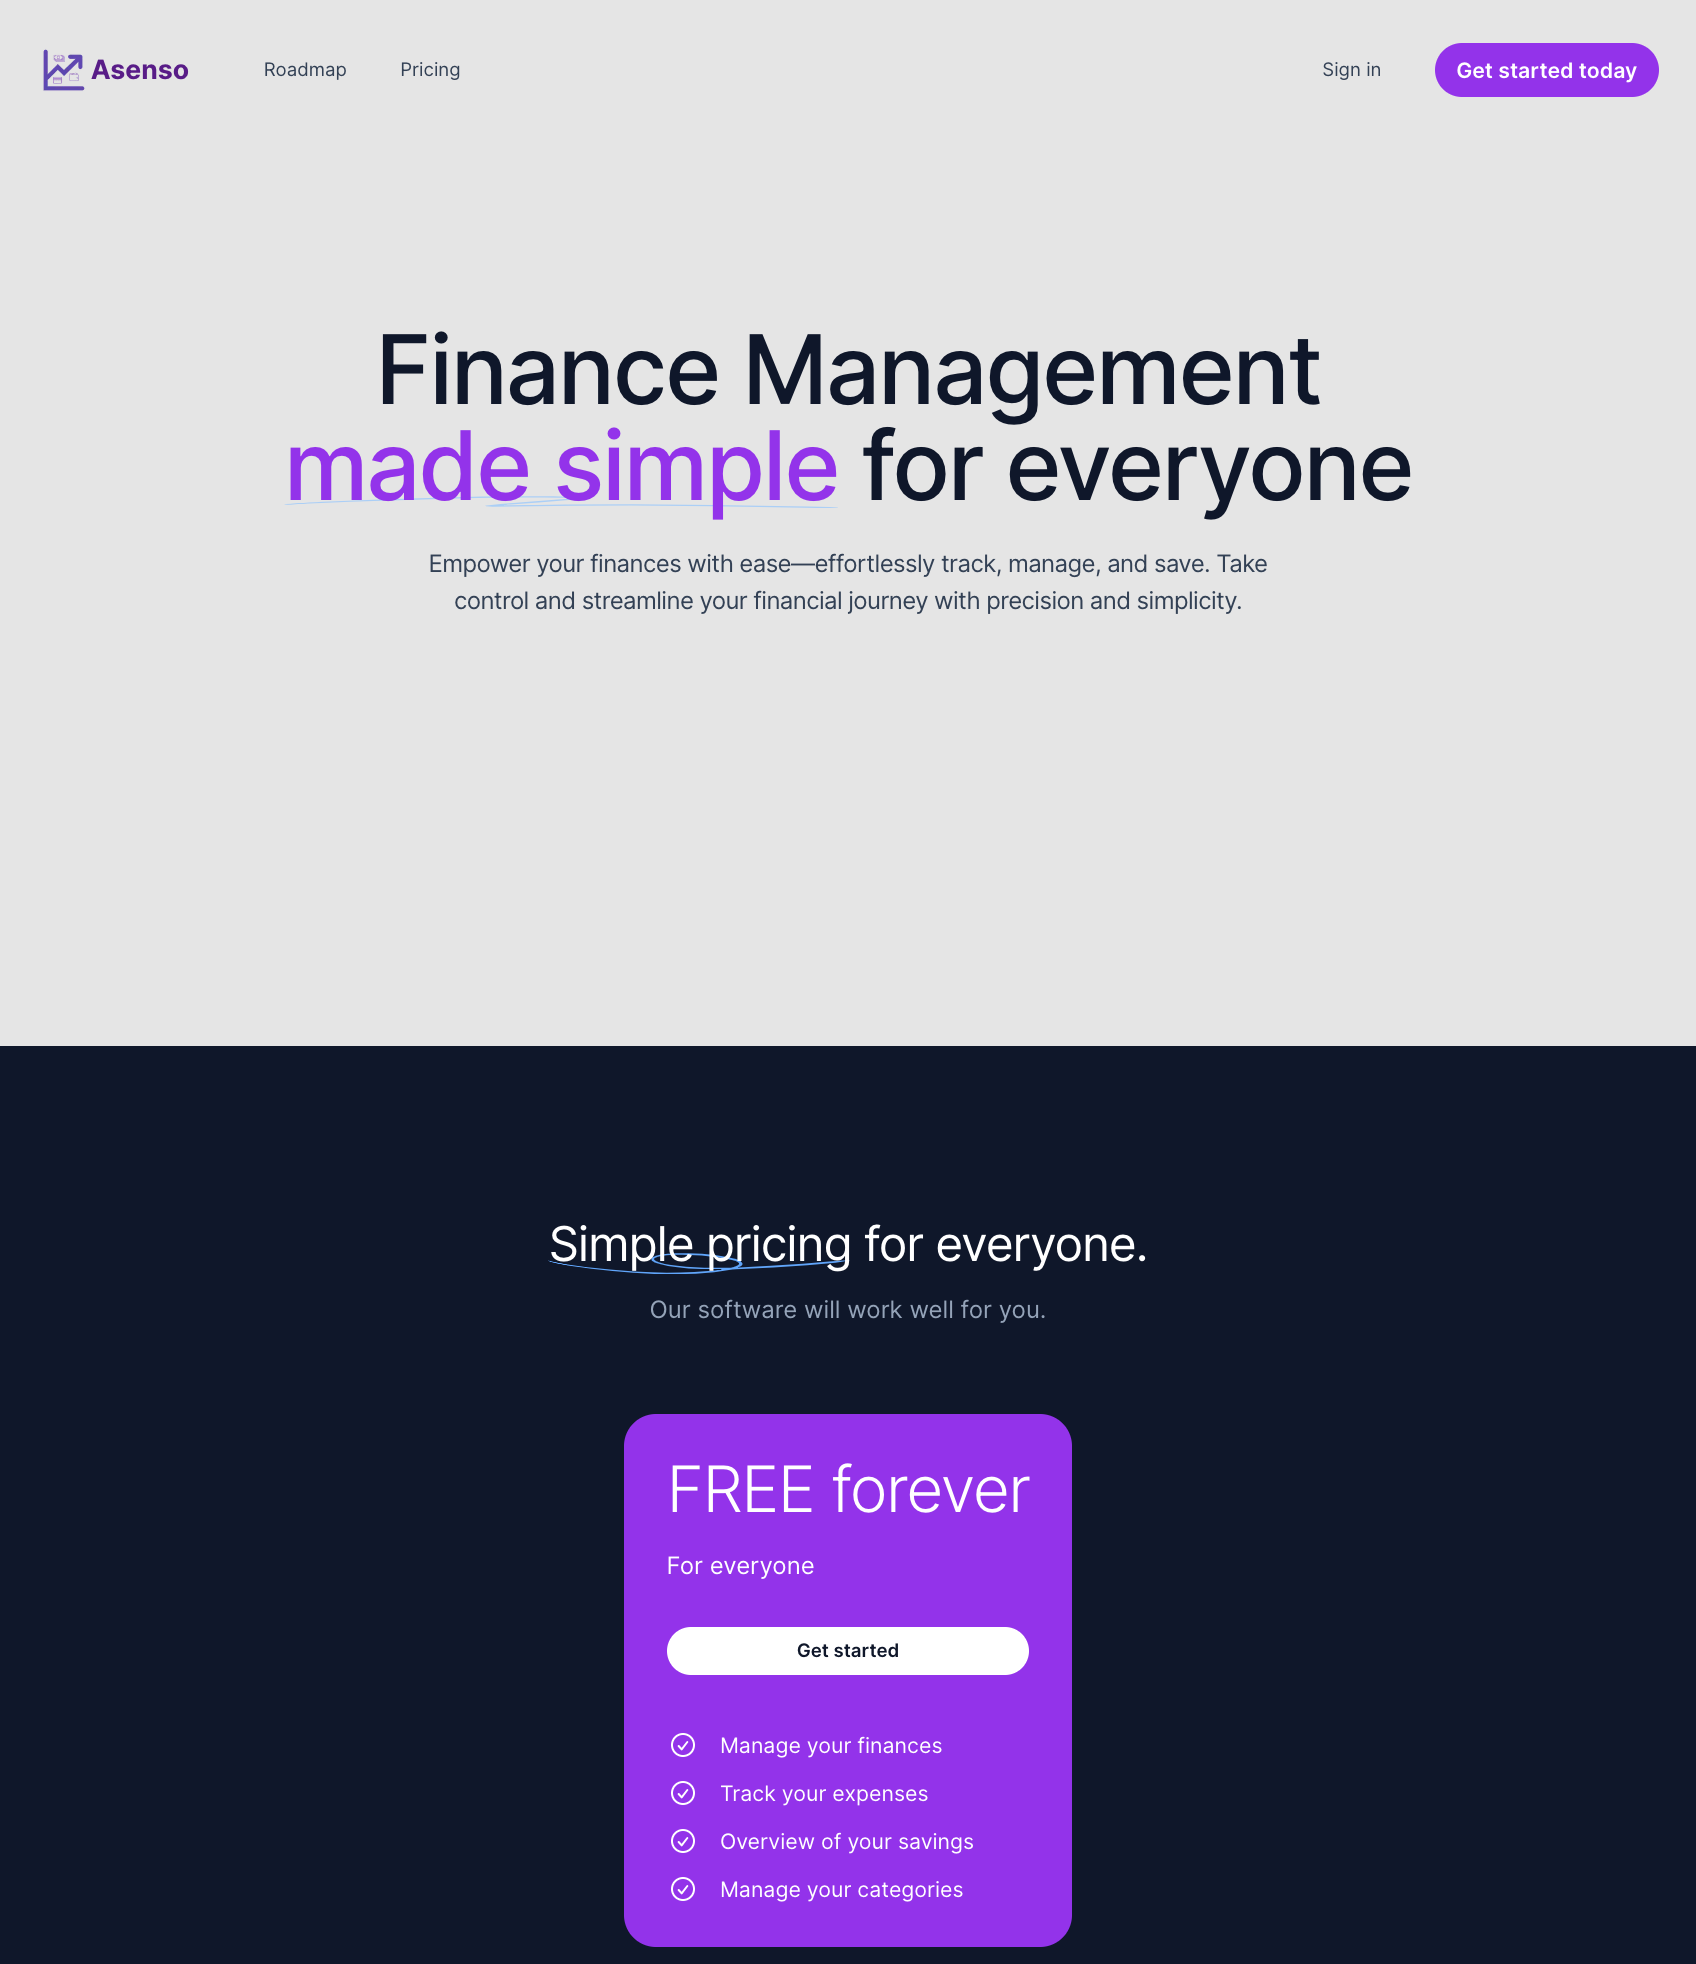 Asenso
Roadmap
Pricing
Sign in
Get started today
Finance Management
made simple for everyone
Empower your finances with ease—effortlessly track, manage, and save. Take
control and streamline your financial journey with precision and simplicity.
Simple pricing for everyone.
Our software will work well for you.
FREE forever
For everyone
Get started
Manage your finances
Track your expenses
Overview of your savings
Manage your categories